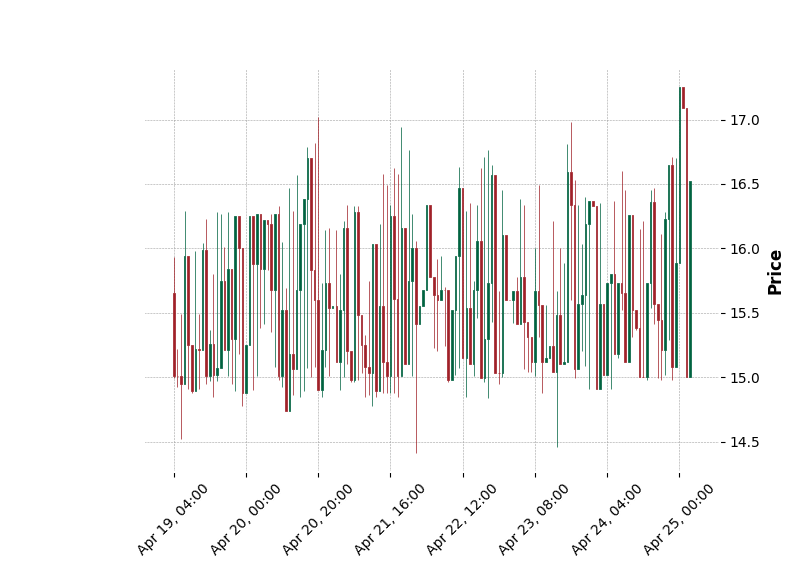 17.0
16.5
16.0
15.5
15.0
14.5
Price
Apr 19, 04:00
Apr 20, 00:00
Apr 20, 20:00
Apr 21, 16:00
Apr 22, 12:00
Apr 23, 08:00
Apr 24, 04:00
Apr 25, 00:00